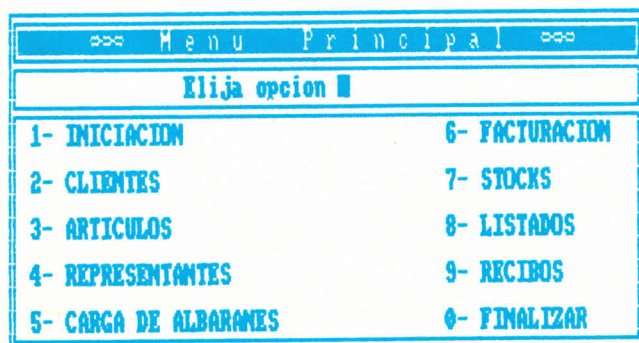 Menu Principal
Elija opcion
1- INICIACION
2- CLIENTES
3- ARTICULOS
4- REPRESENTANTES
5- CARGA DE ALBARANES
6- FACTURACION
7- STOCKS
8- LISTADOS
9- RECIBOS
0- FINALIZAR